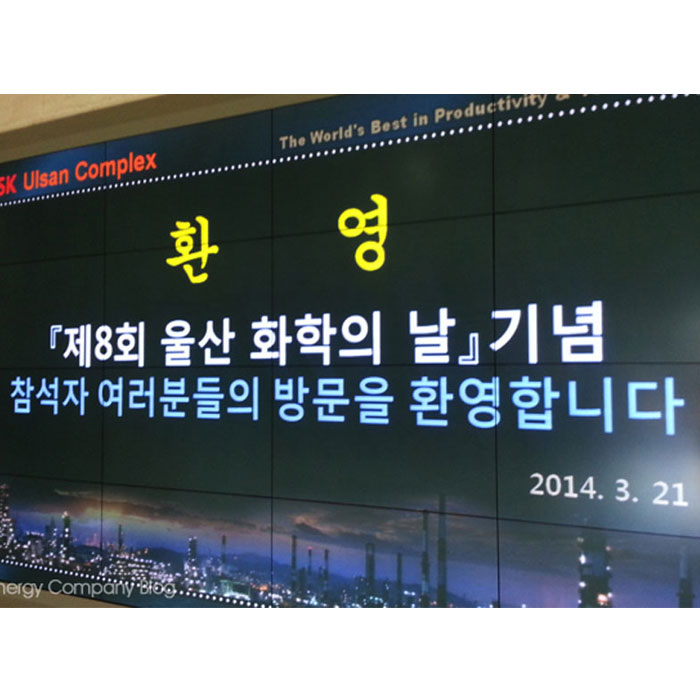 SK Ulsan Complex
The World's Best in Productivity &
환 영
『제8회 울산 화학의 날』기념
참석자 여러분들의 방문을 환영합니다
2014. 3. 21
Company Blog